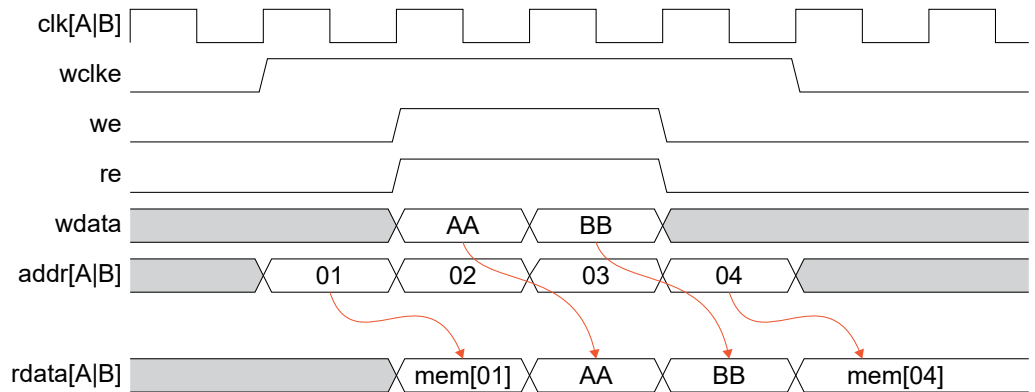 clk[A|B]
wclke
we
re
wdata AA BB
addr[A|B] 01 02 03 04
rdata[A|B] mem[01] AA BB mem[04]